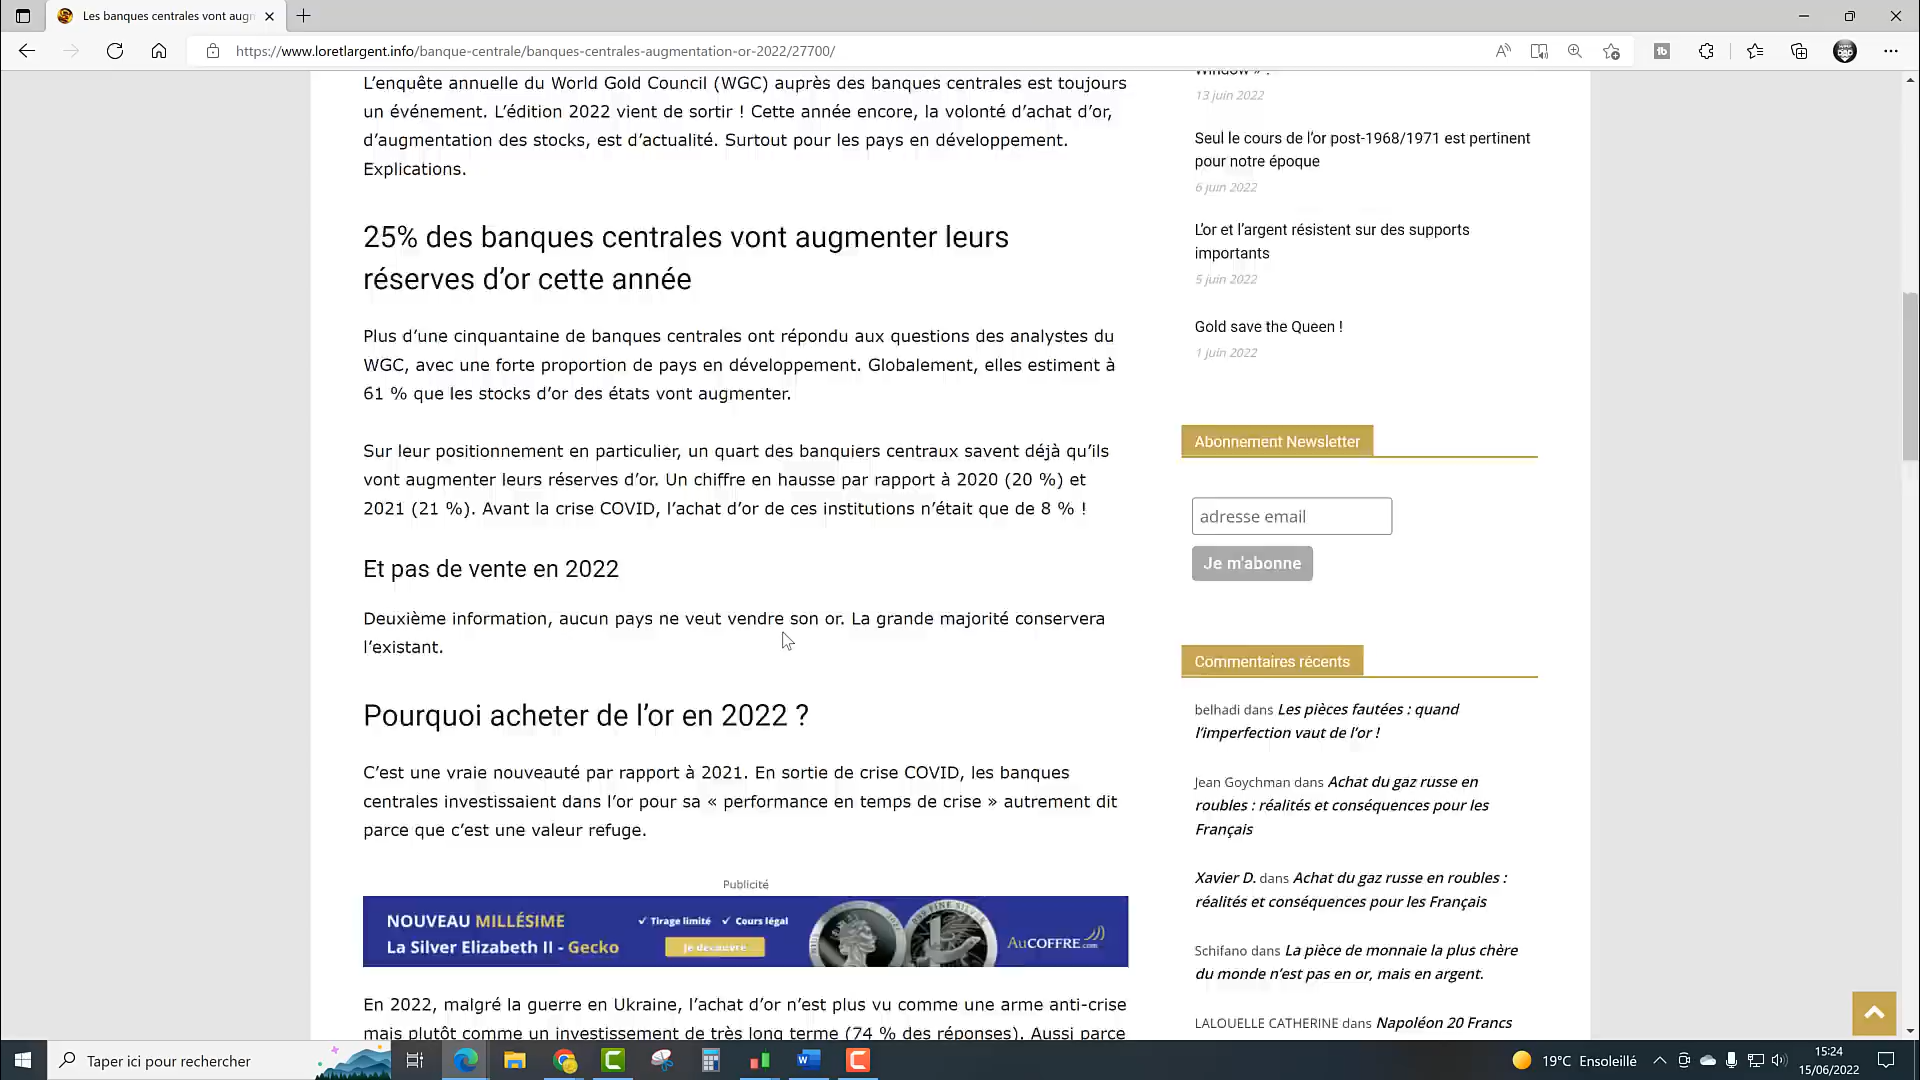 Les banques centrales vont augn
https://www.loretlargent.info/banque-centrale/banques-centrales-augmentation-or-2022/27700/
L'enquête annuelle du World Gold Council (WGC) auprès des banques centrales est toujours
un événement. L'édition 2022 vient de sortir ! Cette année encore, la volonté d'achat d'or,
d'augmentation des stocks, est d'actualité. Surtout pour les pays en développement.
Explications.
25% des banques centrales vont augmenter leurs
réserves d'or cette année
Plus d'une cinquantaine de banques centrales ont répondu aux questions des analystes du
WGC, avec une forte proportion de pays en développement. Globalement, elles estiment à
61 % que les stocks d'or des états vont augmenter.
Sur leur positionnement en particulier, un quart des banquiers centraux savent déjà qu'ils
vont augmenter leurs réserves d'or. Un chiffre en hausse par rapport à 2020 (20 %) et
2021 (21 %). Avant la crise COVID, l'achat d'or de ces institutions n'était que de 8 % !
Et pas de vente en 2022
Deuxième information, aucun pays ne veut vendre son or. La grande majorité conservera
l'existant.
Pourquoi acheter de l'or en 2022 ?
C'est une vraie nouveauté par rapport à 2021. En sortie de crise COVID, les banques
centrales investissaient dans l'or pour sa « performance en temps de crise » autrement dit
parce que c'est une valeur refuge.
Publicité
NOUVEAU MILLÉSIME
La Silver Elizabeth II - Gecko
✓ Tirage limité ✓ Cours légal
Je découvre
AUCOFFRE.com
En 2022, malgré la guerre en Ukraine, l'achat d'or n'est plus vu comme une arme anti-crise
mais plutôt comme un investissement de très long terme (74 % des réponses). Aussi parce
Window » !
13 juin 2022
Seul le cours de l'or post-1968/1971 est pertinent
pour notre époque
6 juin 2022
L'or et l'argent résistent sur des supports
importants
5 juin 2022
Gold save the Queen !
1 juin 2022
Abonnement Newsletter
adresse email
Je m'abonne
Commentaires récents
belhadi dans Les pièces fautées : quand
l'imperfection vaut de l'or !
Jean Goychman dans Achat du gaz russe en
roubles : réalités et conséquences pour les
Français
Xavier D. dans Achat du gaz russe en roubles :
réalités et conséquences pour les Français
Schifano dans La pièce de monnaie la plus chère
du monde n'est pas en or, mais en argent.
LALOUELLE CATHERINE dans Napoléon 20 Francs
Taper ici pour rechercher
19°C Ensoleillé
15:24
15/06/2022